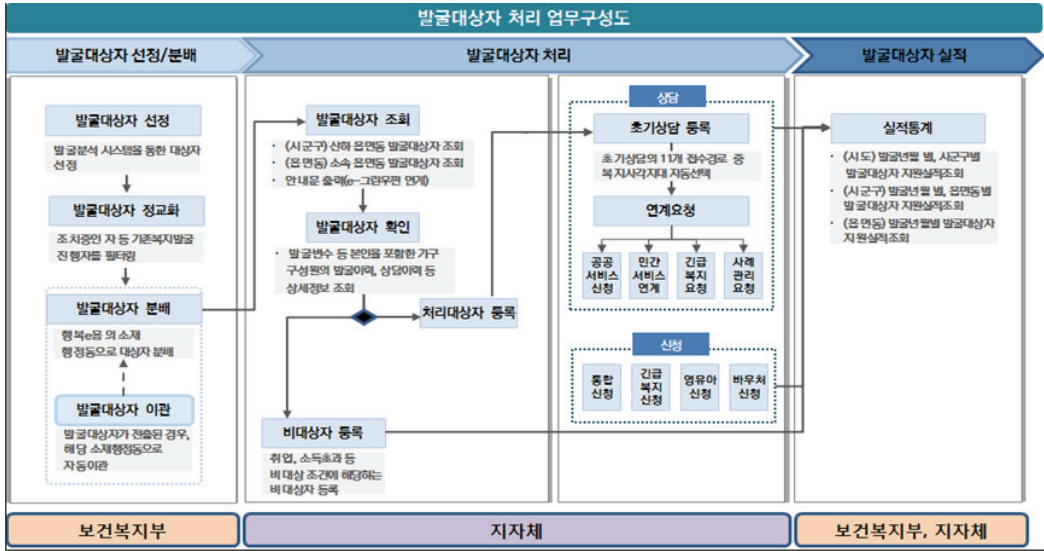 발굴대상자 처리 업무구성도
발굴대상자 선정/분배
발굴대상자 처리
발굴대상자 실적
발굴대상자 선정
발굴분석 시스템을 통한 대상자
선정
발굴대상자 정교화
조치중인 자 등 기존복지발굴
진행자를 필터링
발굴대상자 분배
행복e음 의 소재
행정동으로 대상자 분배
발굴대상자 이관
발굴대상자가 전출된 경우,
해당 소재행정동으로
자동이관
발굴대상자 조회
· (시군구) 산하 읍면동 발굴대상자 조회
· (읍면동) 소속 읍면동 발굴대상자 조회
· 안내문 출력(e-그린우편 연계)
발굴대상자 확인
· 발굴변수 등 본인을 포함한 가구
구성원의 발굴이력, 상담이력 등
상세정보 조회
처리대상자 등록
비대상자 등록
취업, 소득초과 등
비대상 조건에 해당하는
비대상자 등록
상담
초기상담 등록
초기상담의 11개 접수경로 중
복지사각지대 자동선택
연계요청
공공
서비스
신청
민간
서비스
연계
긴급
복지
요청
사례
관리
요청
신청
통합
신청
긴급
복지
신청
영유아
신청
바우처
신청
실적통계
· (시도) 발굴년월 별, 시군구별
발굴대상자 지원실적조회
· (시군구) 발굴년월 별, 읍면동별
발굴대상자 지원실적조회
· (읍면동) 발굴년월별 발굴대상자
지원실적조회
보건복지부
지자체
보건복지부, 지자체